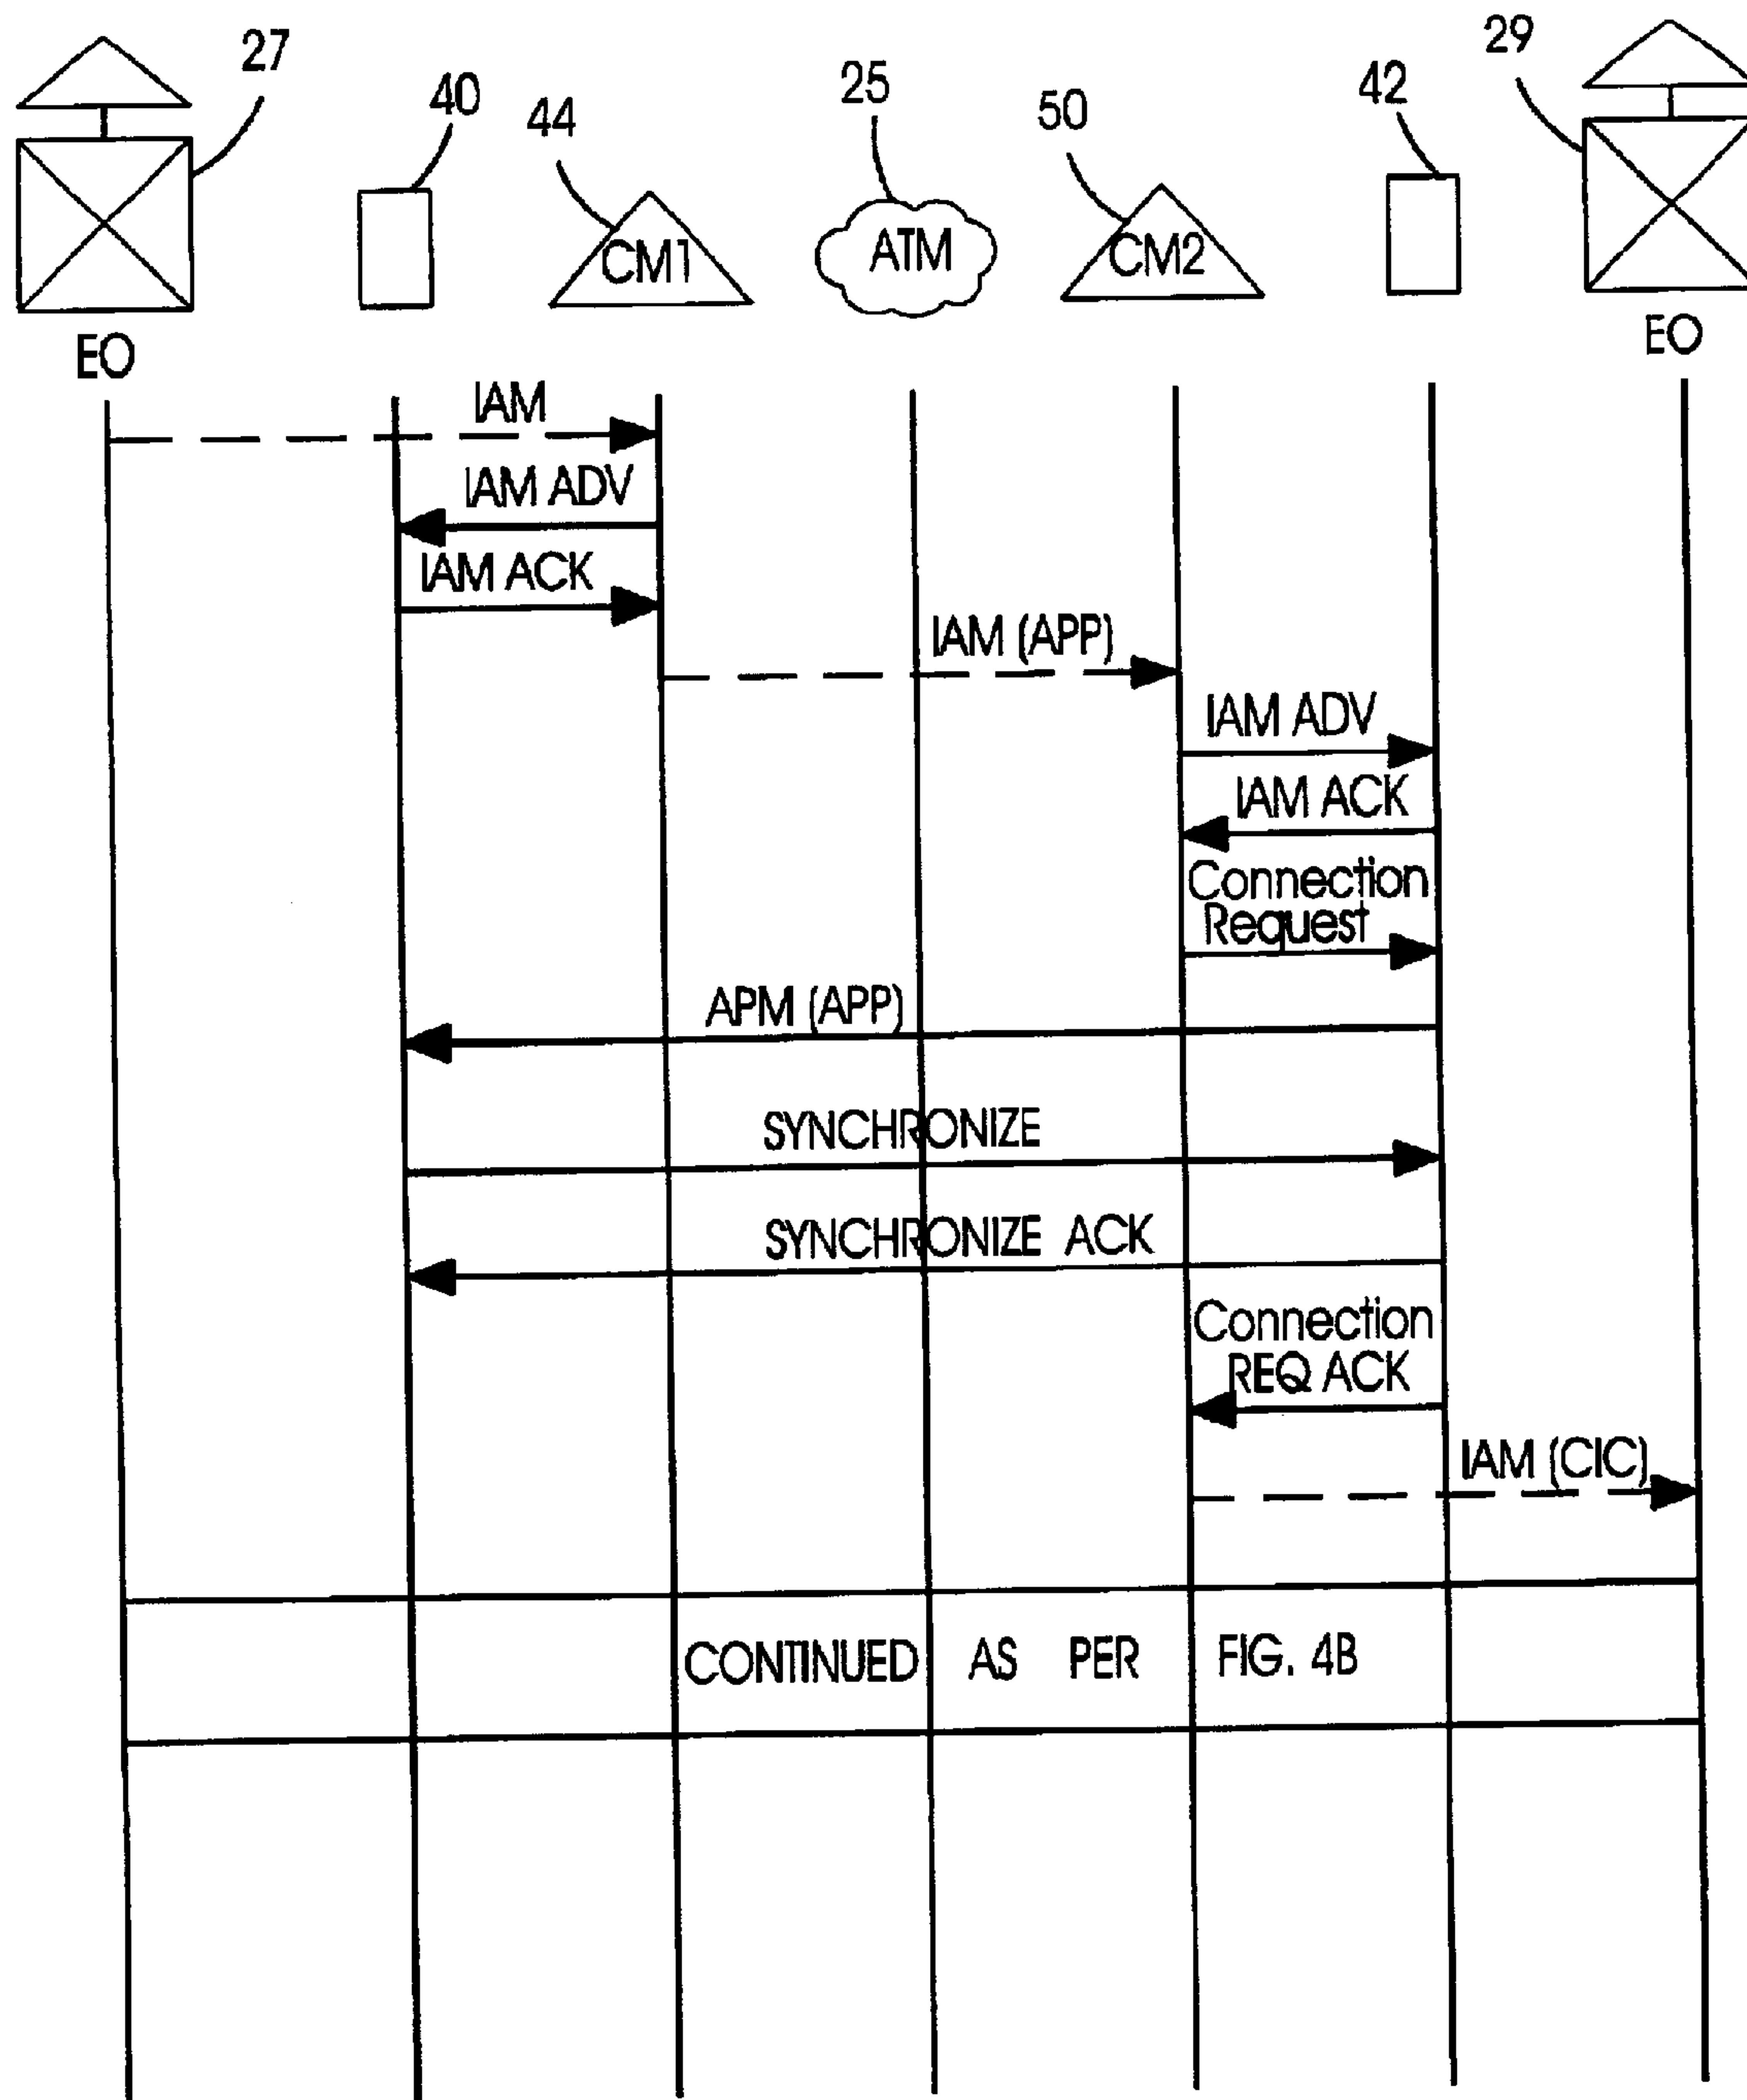 27
40
44
25
50
42
29
CM1
ATM
CM2
EO
EO
IAM
IAM ADV
IAM ACK
IAM (APP)
IAM ADV
IAM ACK
Connection
Request
APM (APP)
SYNCHRONIZE
SYNCHRONIZE ACK
Connection
REQ ACK
IAM (CIC)
CONTINUED AS PER FIG. 4B